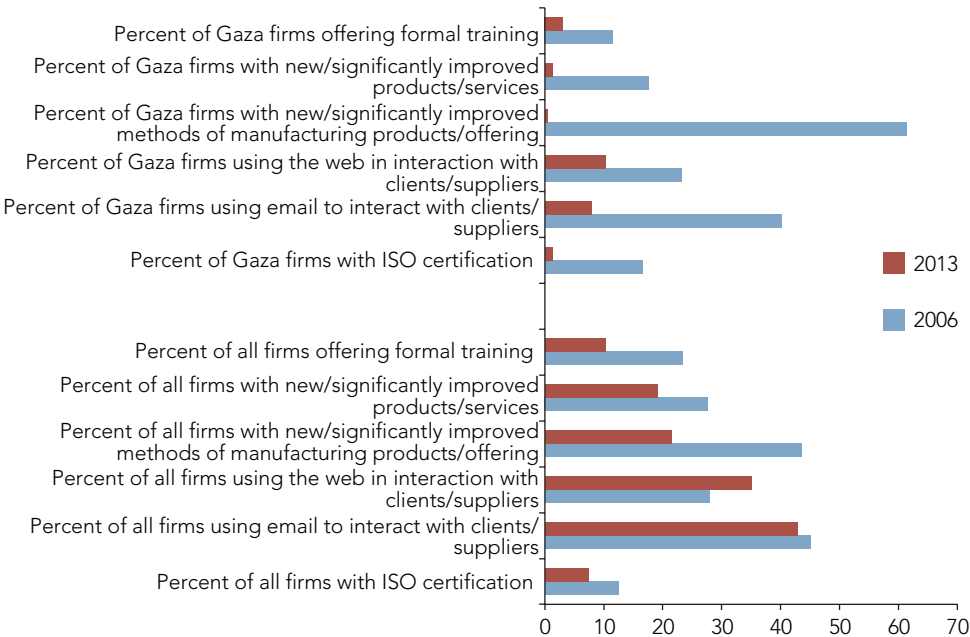 Percent of Gaza firms offering formal training
Percent of Gaza firms with new/significantly improved
products/services
Percent of Gaza firms with new/significantly improved
methods of manufacturing products/offering
Percent of Gaza firms using the web in interaction with
clients/suppliers
Percent of Gaza firms using email to interact with clients/
suppliers
Percent of Gaza firms with ISO certification
2013
2006
Percent of all firms offering formal training
Percent of all firms with new/significantly improved
products/services
Percent of all firms with new/significantly improved
methods of manufacturing products/offering
Percent of all firms using the web in interaction with
clients/suppliers
Percent of all firms using email to interact with clients/
suppliers
Percent of all firms with ISO certification
0 10 20 30 40 50 60 70